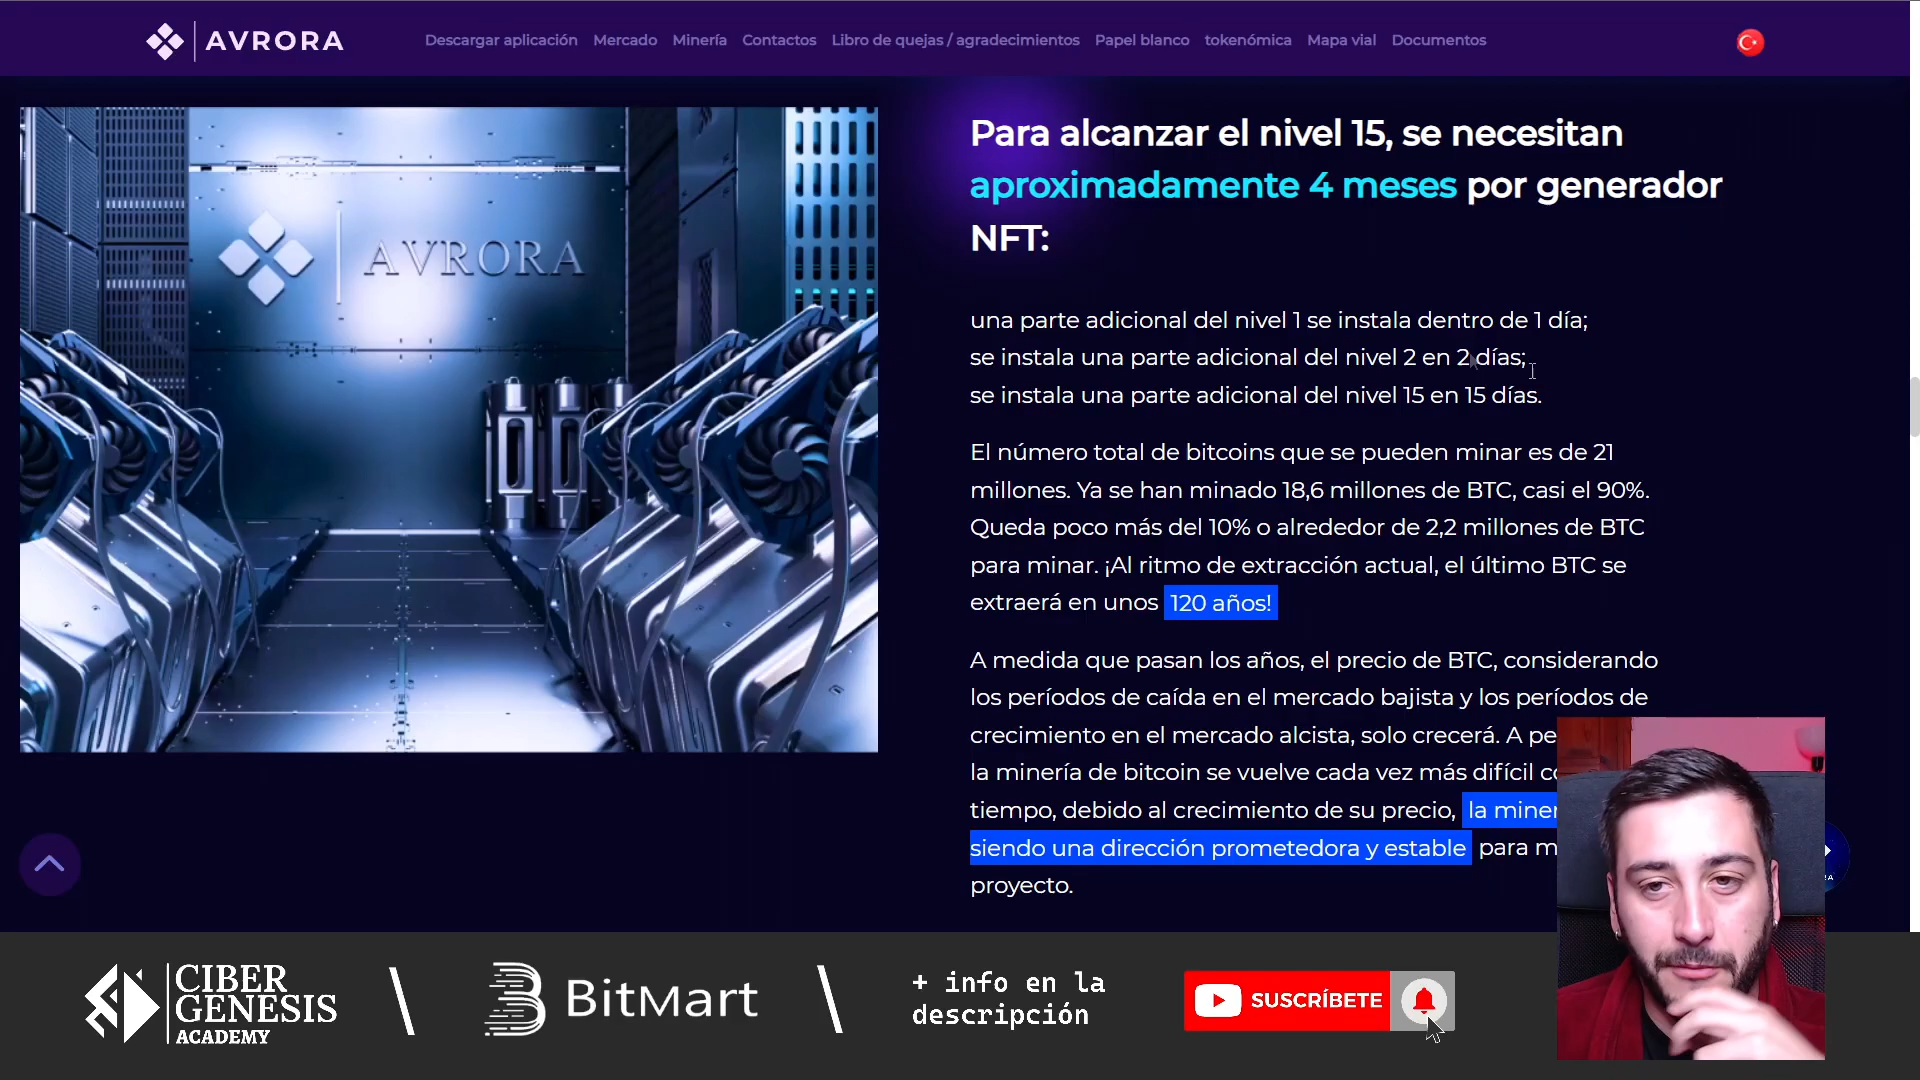 AVRORA
Descargar aplicación Mercado Minería Contactos Libro de quejas / agradecimientos Papel blanco tokenómica Mapa vial Documentos
AVRORA
Para alcanzar el nivel 15, se necesitan
aproximadamente 4 meses por generador
NFT:
una parte adicional del nivel 1 se instala dentro de 1 día;
se instala una parte adicional del nivel 2 en 2 días;
se instala una parte adicional del nivel 15 en 15 días.
El número total de bitcoins que se pueden minar es de 21
millones. Ya se han minado 18,6 millones de BTC, casi el 90%.
Queda poco más del 10% o alrededor de 2,2 millones de BTC
para minar. ¡Al ritmo de extracción actual, el último BTC se
extraerá en unos 120 años!
A medida que pasan los años, el precio de BTC, considerando
los períodos de caída en el mercado bajista y los períodos de
crecimiento en el mercado alcista, solo crecerá. A
la minería de bitcoin se vuelve cada vez más difícil
tiempo, debido al crecimiento de su precio, la
siendo una dirección prometedora y estable para
proyecto.
CIBER
GENESIS
ACADEMY
\ BitMart \
+ info en la
descripción
SUSCRÍBETE